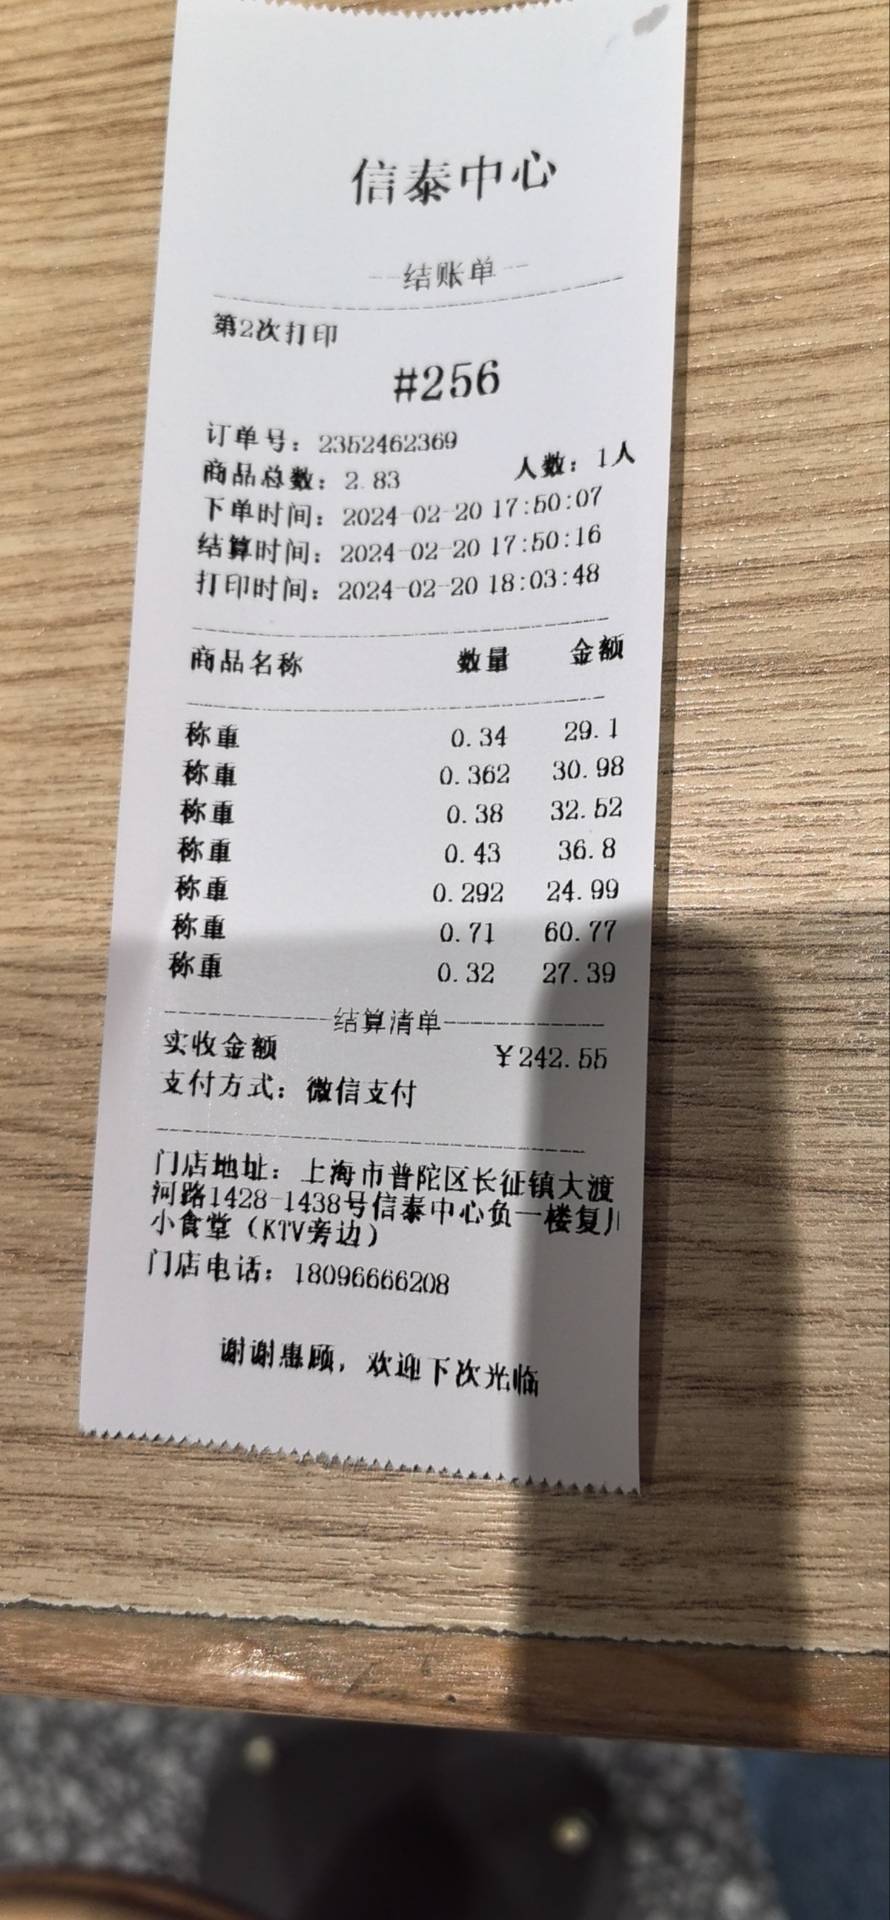 信泰中心
--结账单--
第2次打印
#256
订单号：2352462369
商品总数：2.83 人数：1人
下单时间：2024-02-20 17:50:07
结算时间：2024-02-20 17:50:16
打印时间：2024-02-20 18:03:48
商品名称 数量 金额
称重 0.34 29.1
称重 0.362 30.98
称重 0.38 32.52
称重 0.43 36.8
称重 0.292 24.99
称重 0.71 60.77
称重 0.32 27.39
结算清单
实收金额 ￥242.55
支付方式：微信支付
门店地址：上海市普陀区长征镇大渡
河路1428-1438号信泰中心负一楼复
小食堂（KTV旁边）
门店电话：18096666208
谢谢惠顾，欢迎下次光临